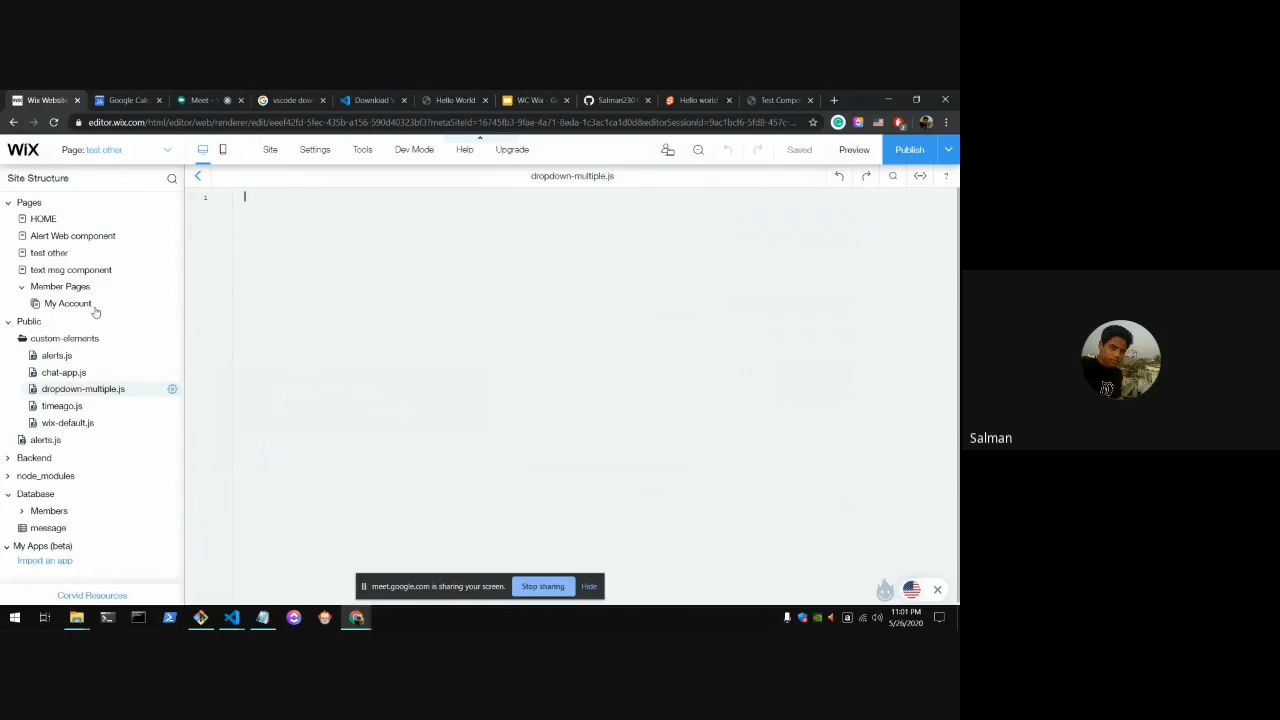 Wix Website
Google Cale
Meet –
vscode dow
Download V
Hello World
WC Wix - G
Salman2301
Hello world
Test Compo
editor.wix.com/html/editor/web/renderer/edit/eeef42fd-5fec-435b-a156-590d40323bf3?metaSiteId=16745fb3-9fae-4a71-8eda-1c3ac1ca1d0d&editorSessionId=9ac1bcf6-5fd8-457c-...
WiX
Page: test other
Site
Settings
Tools
Dev Mode
Help
Upgrade
Saved
Preview
Publish
Site Structure
dropdown-multiple.js
?
1
Pages
HOME
Alert Web component
test other
text msg component
Member Pages
My Account
Public
custom-elements
alerts.js
chat-app.js
dropdown-multiple.js
timeago.js
wix-default.js
alerts.js
Backend
node_modules
Database
Members
message
My Apps (beta)
Import an app
Corvid Resources
meet.google.com is sharing your screen.
Stop sharing
Hide
11:01 PM
5/26/2020
Salman